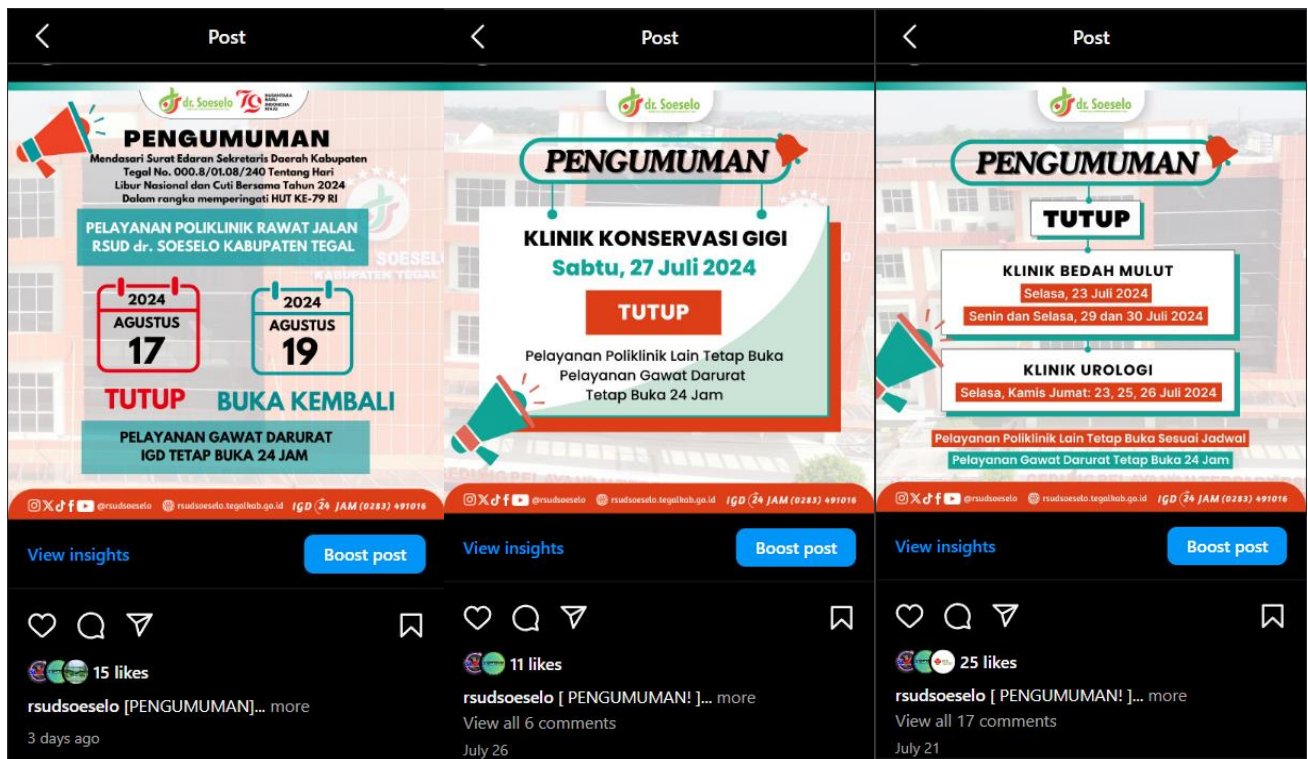 Post
dr. Soeselo 79 NUSANTARA
BARU
INDONESIA
MAJU
PENGUMUMAN
Mendasari Surat Edaran Sekretaris Daerah Kabupaten
Tegal No. 000.8/01.08/240 Tentang Hari
Libur Nasional dan Cuti Bersama Tahun 2024
Dalam rangka memperingati HUT KE-79 RI
PELAYANAN POLIKLINIK RAWAT JALAN
RSUD dr. SOESELO KABUPATEN TEGAL
2024
AGUSTUS
17
TUTUP
2024
AGUSTUS
19
BUKA KEMBALI
PELAYANAN GAWAT DARURAT
IGD TETAP BUKA 24 JAM
@rsudsoeselo rsudsoeselo.tegalkab.go.id IGD 24 JAM (0283) 491016
View insights
Boost post
15 likes
rsudsoeselo [PENGUMUMAN]... more
3 days ago
Post
dr. Soeselo
PENGUMUMAN
KLINIK KONSERVASI GIGI
Sabtu, 27 Juli 2024
TUTUP
Pelayanan Poliklinik Lain Tetap Buka
Pelayanan Gawat Darurat
Tetap Buka 24 Jam
@rsudsoeselo rsudsoeselo.tegalkab.go.id IGD 24 JAM (0283) 491016
View insights
Boost post
11 likes
rsudsoeselo [ PENGUMUMAN! ]... more
View all 6 comments
July 26
Post
dr. Soeselo
PENGUMUMAN
TUTUP
KLINIK BEDAH MULUT
Selasa, 23 Juli 2024
Senin dan Selasa, 29 dan 30 Juli 2024
KLINIK UROLOGI
Selasa, Kamis Jumat: 23, 25, 26 Juli 2024
Pelayanan Poliklinik Lain Tetap Buka Sesuai Jadwal
Pelayanan Gawat Darurat Tetap Buka 24 Jam
@rsudsoeselo rsudsoeselo.tegalkab.go.id IGD 24 JAM (0283) 491016
View insights
Boost post
25 likes
rsudsoeselo [ PENGUMUMAN! ]... more
View all 17 comments
July 21